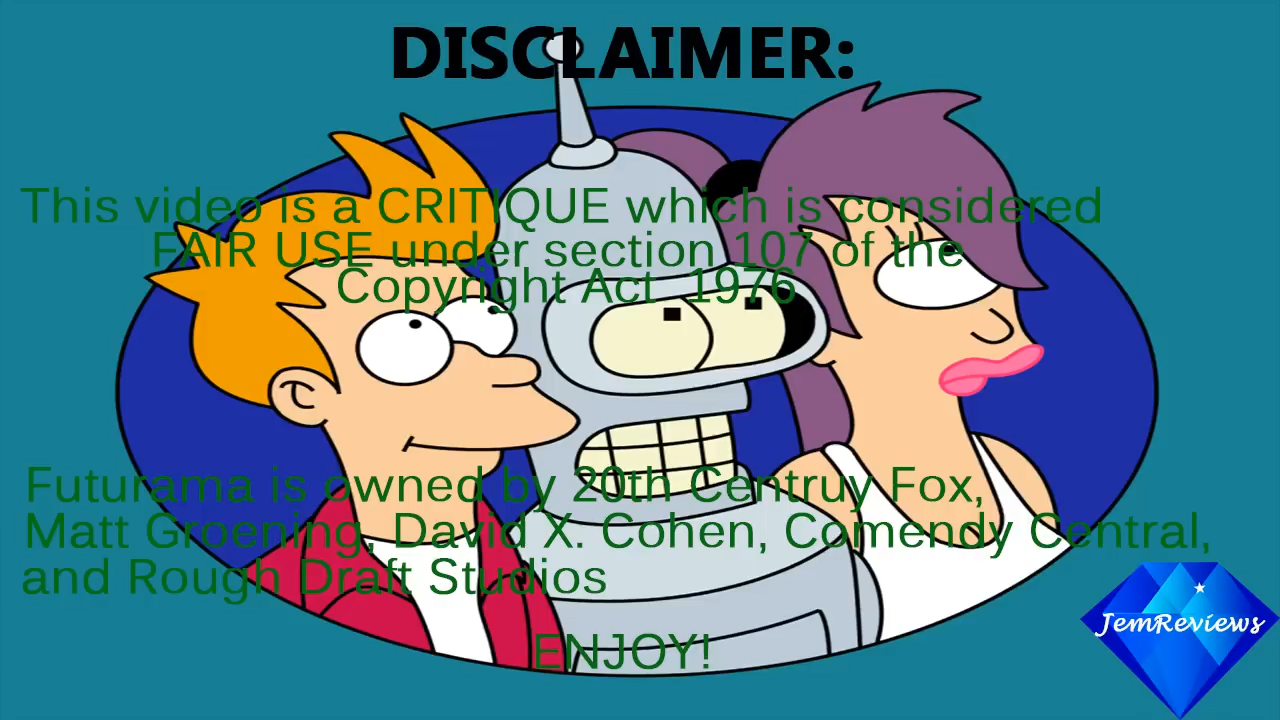 DISCLAIMER:
This video is a CRITIQUE which is considered
FAIR USE under section 107 of the
Copyright Act 1976
Futurama is owned by 20th Centruy Fox,
Matt Groening, David X. Cohen, Comendy Central,
and Rough Draft Studios
JemReviews
ENJOY!